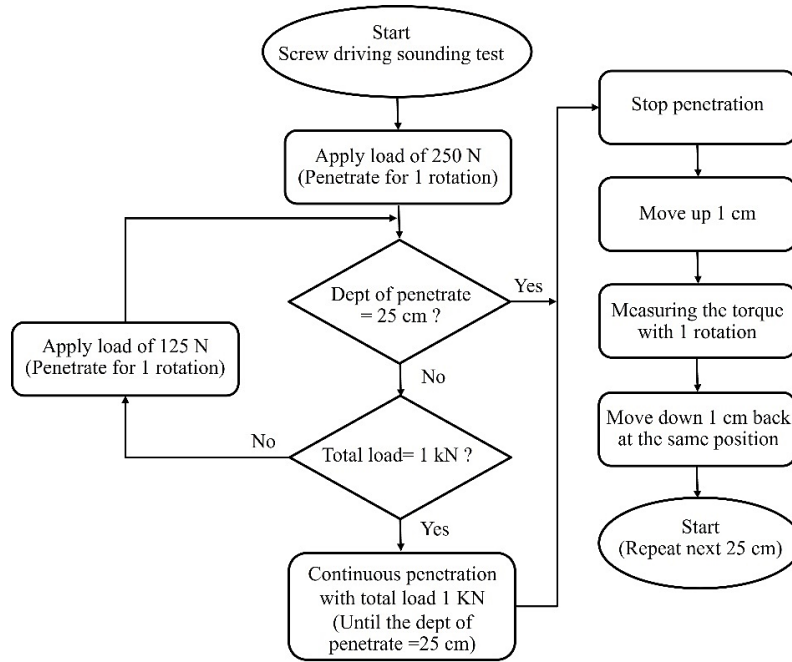 Start
Screw driving sounding test
Apply load of 250 N
(Penetrate for 1 rotation)
Dept of penetrate
= 25 cm ?
Yes
No
Apply load of 125 N
(Penetrate for 1 rotation)
No
Total load= 1 kN ?
Yes
Continuous penetration
with total load 1 KN
(Until the dept of
penetrate =25 cm)
Stop penetration
Move up 1 cm
Measuring the torque
with 1 rotation
Move down 1 cm back
at the same position
Start
(Repeat next 25 cm)